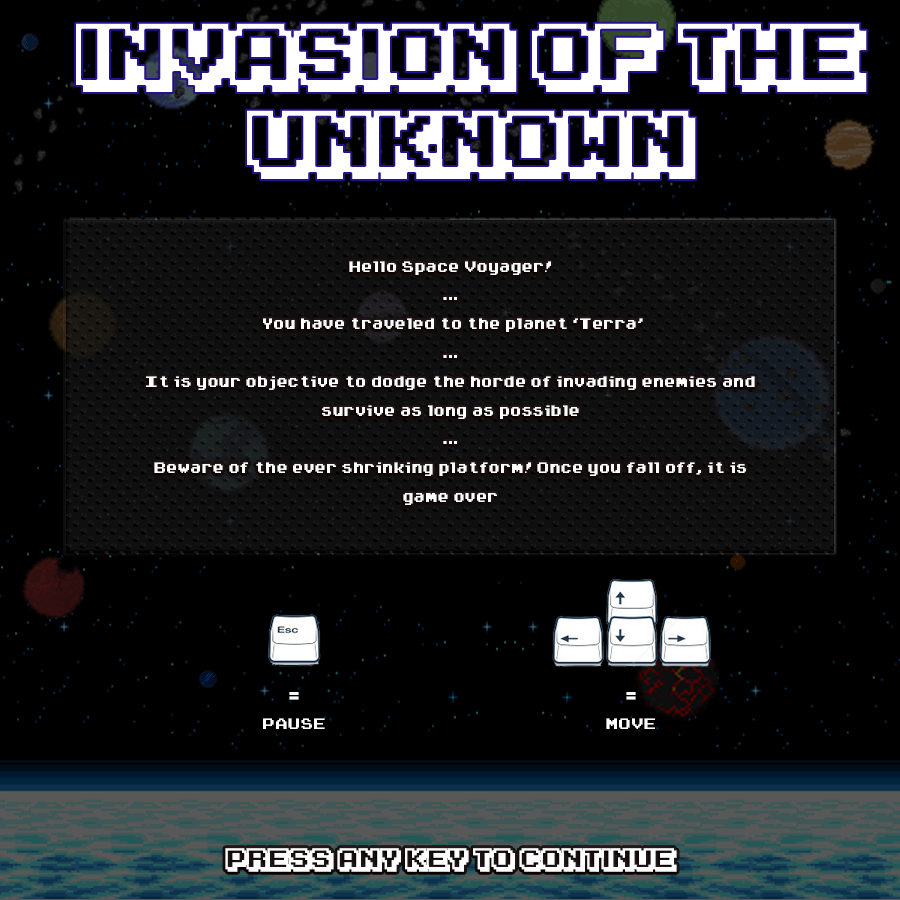 INVASION OF THE
UNKNOWN
Hello Space Voyager!
...
You have traveled to the planet ‘Terra’
...
It is your objective to dodge the horde of invading enemies and
survive as long as possible
...
Beware of the ever shrinking platform! Once you fall off, it is
game over
Esc
↑
← ↓ →
= =
PAUSE MOVE
PRESS ANY KEY TO CONTINUE